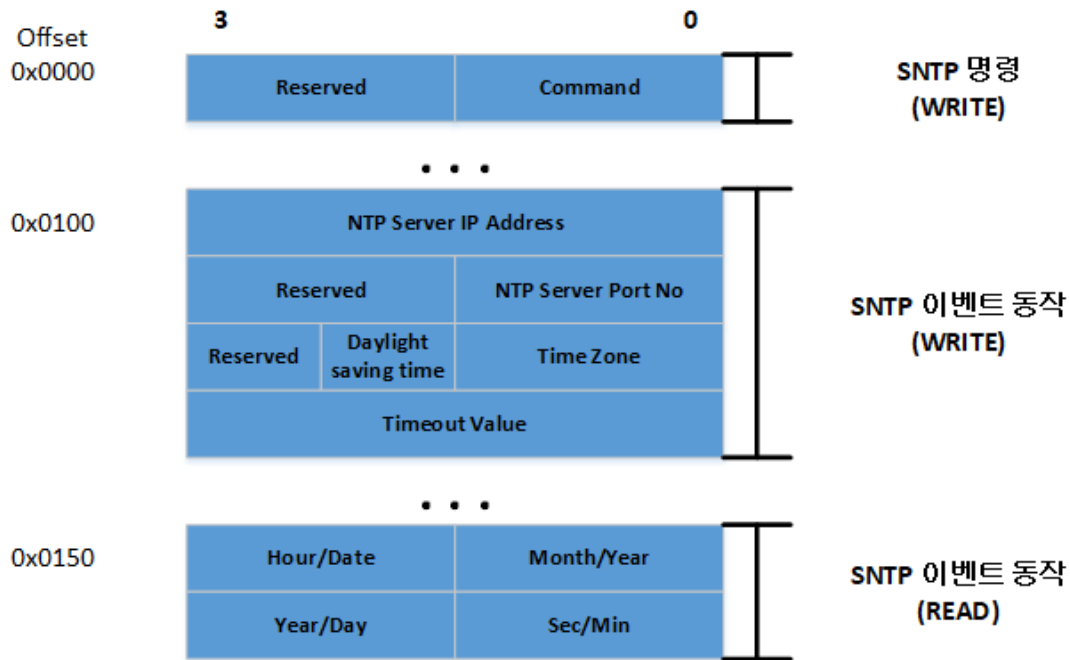 3 0
Offset
0x0000
Reserved Command
SNTP 명령
(WRITE)
• • •
0x0100
NTP Server IP Address
Reserved NTP Server Port No
Reserved Daylight
saving time Time Zone
Timeout Value
SNTP 이벤트 동작
(WRITE)
• • •
0x0150
Hour/Date Month/Year
Year/Day Sec/Min
SNTP 이벤트 동작
(READ)